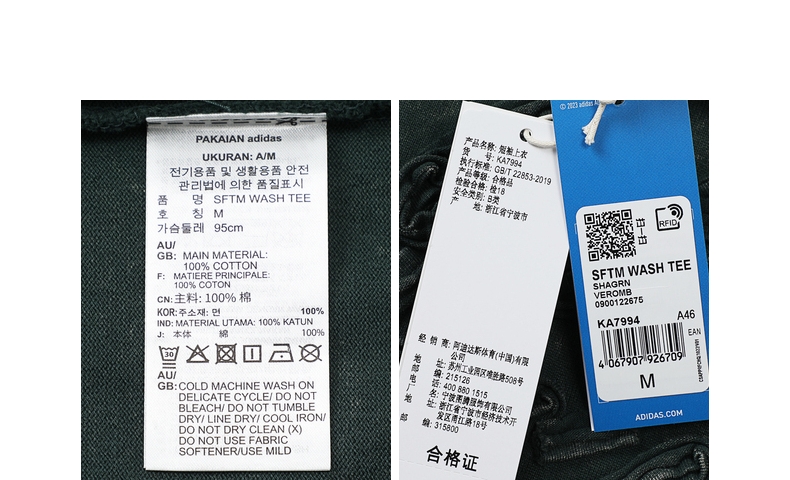 PAKAIAN adidas
UKURAN: A/M
전기용품 및 생활용품 안전
관리법에 의한 품질표시
품 명 SFTM WASH TEE
호 칭 M
가슴둘레 95cm
AU/
GB: MAIN MATERIAL:
100% COTTON
F: MATIERE PRINCIPALE:
100% COTON
CN: 主料: 100% 棉
KOR: 주소재: 면 100%
IND: MATERIAL UTAMA: 100% KATUN
J: 本体 綿 100%
30
AU/
GB: COLD MACHINE WASH ON
DELICATE CYCLE/ DO NOT
BLEACH/ DO NOT TUMBLE
DRY/ LINE DRY/ COOL IRON/
DO NOT DRY CLEAN (X)
DO NOT USE FABRIC
SOFTENER/USE MILD
产品名称: 短袖上衣
货 号: KA7994
执行标准: GB/T 22853-2019
产品等级: 合格品
检验合格: 检18
安全类别: B类
产 地: 浙江省宁波市
经 销 商: 阿迪达斯体育(中国)有限
公司
地 址: 苏州工业园区唯胜路508号
邮 编: 215126
电 话: 400 880 1515
厂 名: 宁波图腾服饰有限公司
地 址: 浙江省宁波市经济技术开
发区甬江路18号
邮 编: 315800
合格证
© 2023 adidas
RFID
SFTM WASH TEE
SHAGRN
VEROMB
0900122675
KA7994 A46
EAN
4 067907 926709
M
ADIDAS.COM